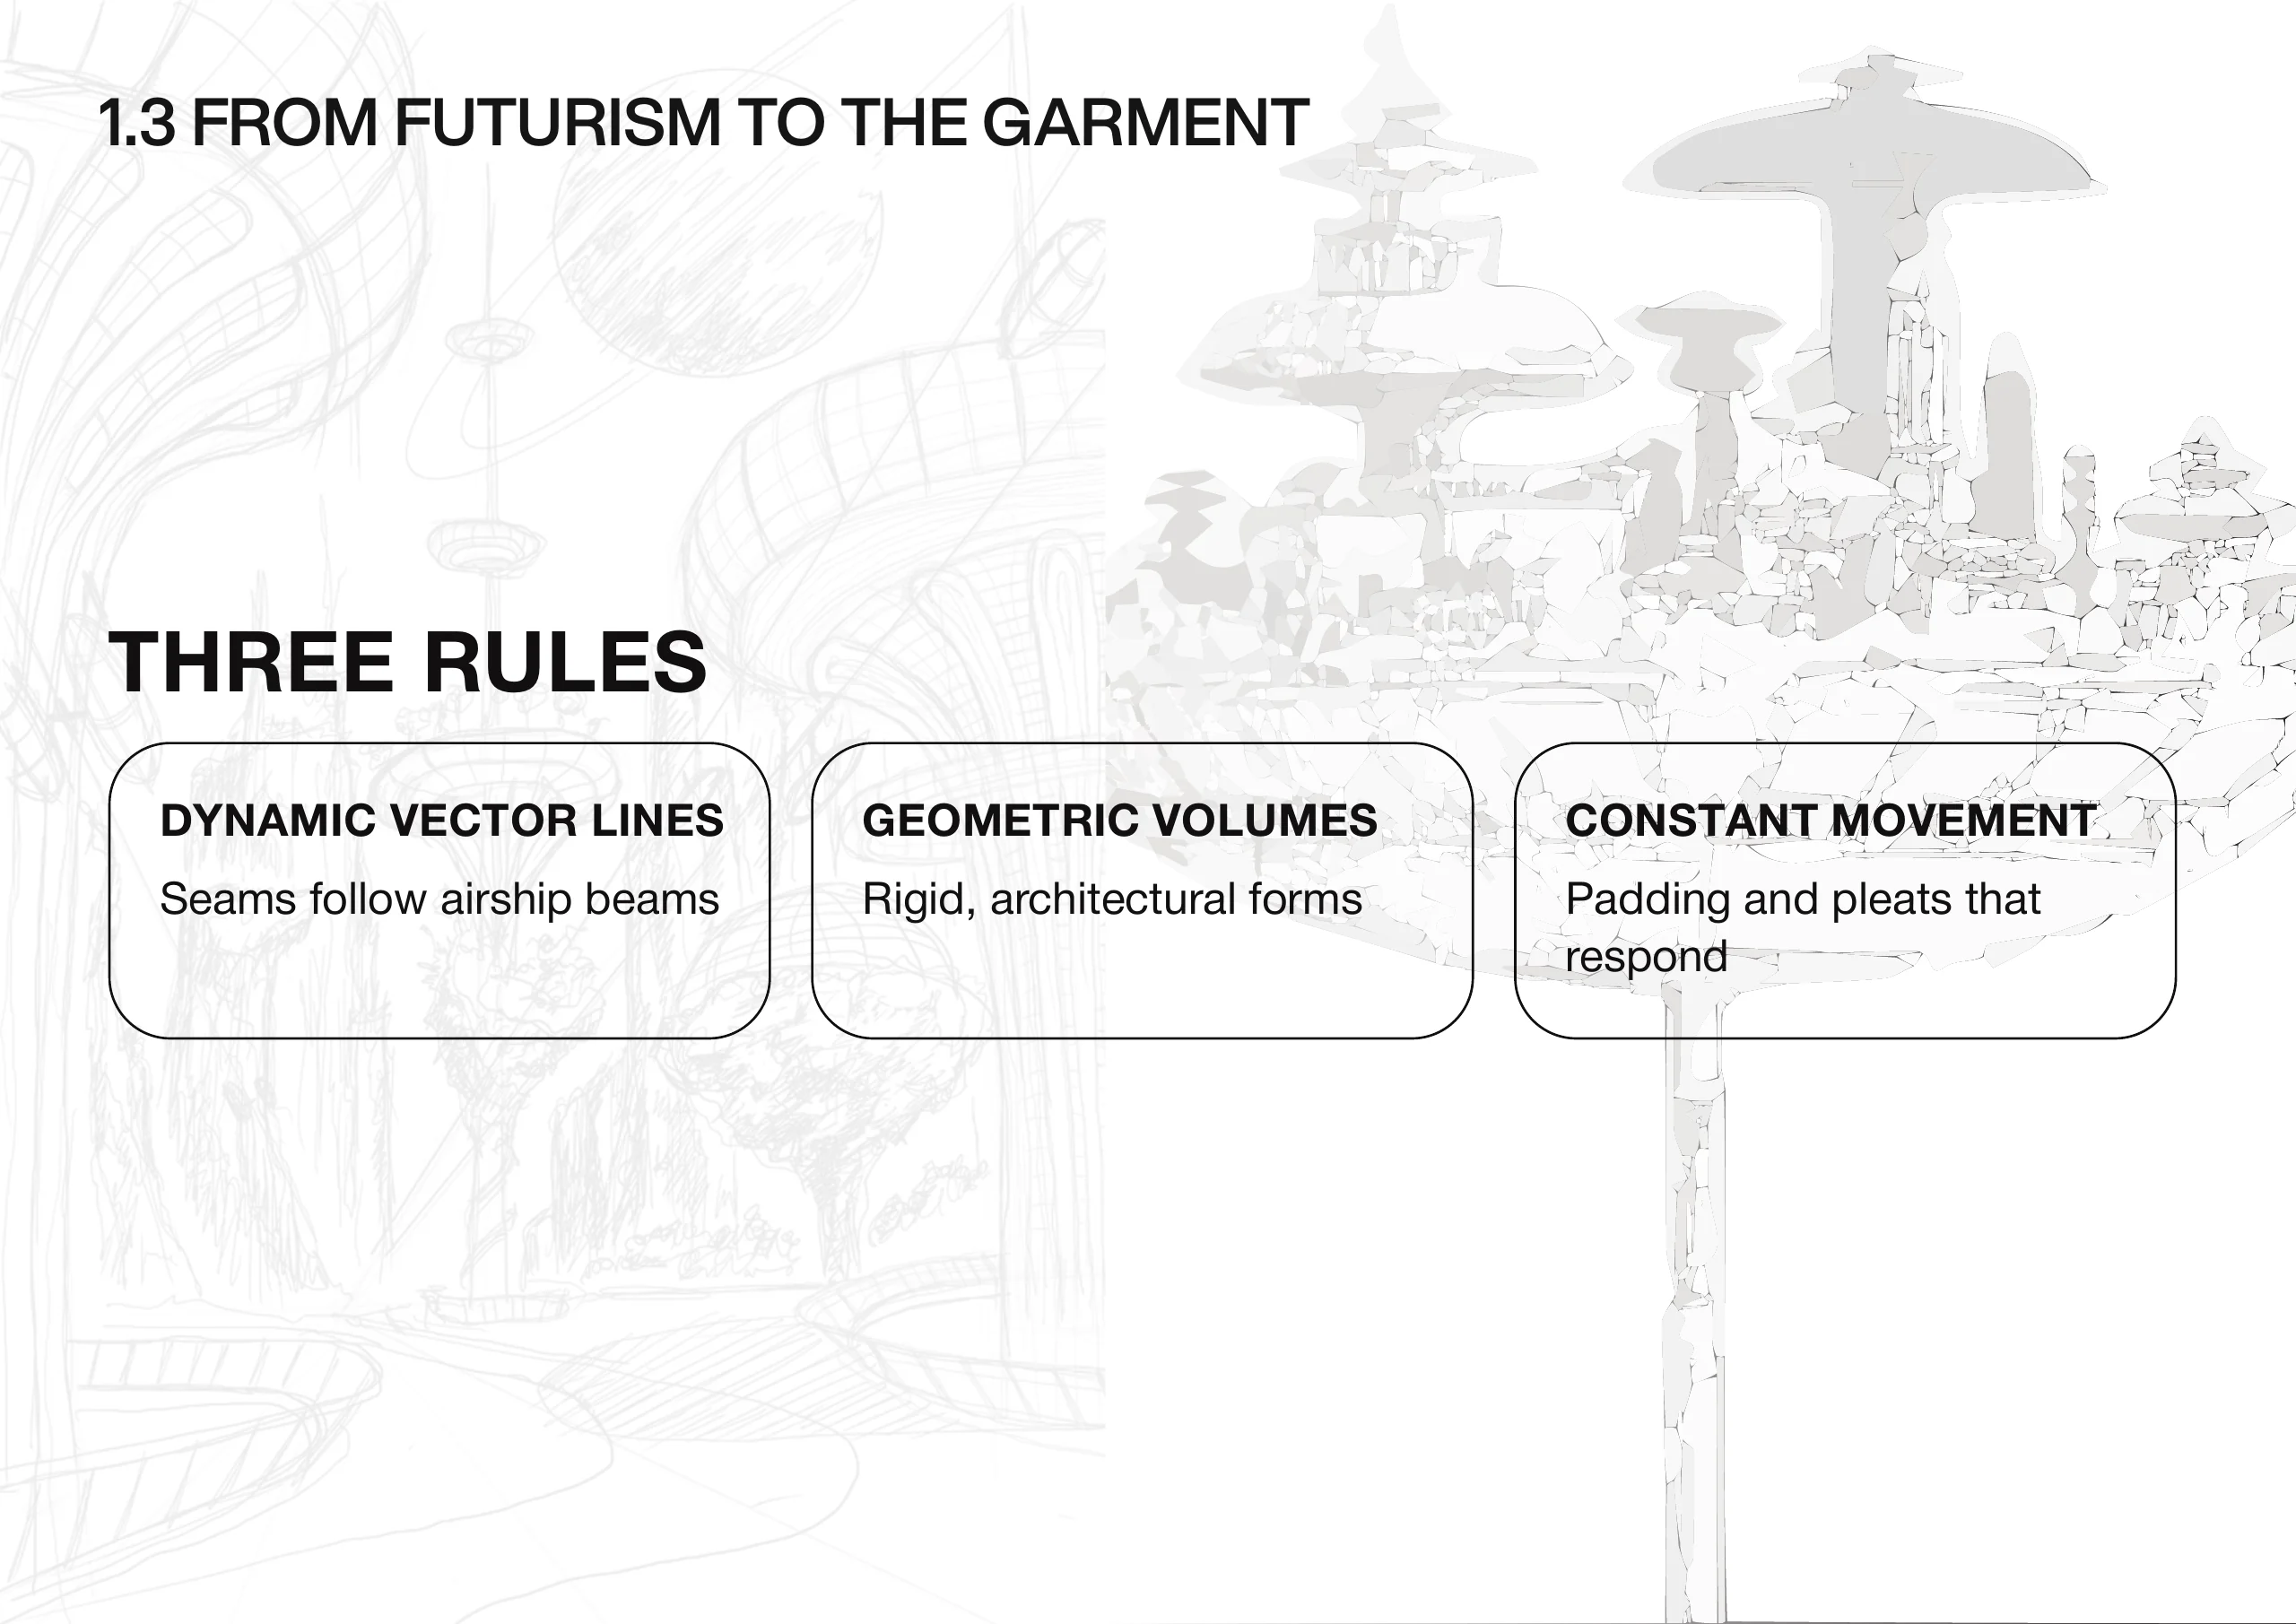 1.3 FROM FUTURISM TO THE GARMENT
THREE RULES
DYNAMIC VECTOR LINES
Seams follow airship beams
GEOMETRIC VOLUMES
Rigid, architectural forms
CONSTANT MOVEMENT
Padding and pleats that
respond